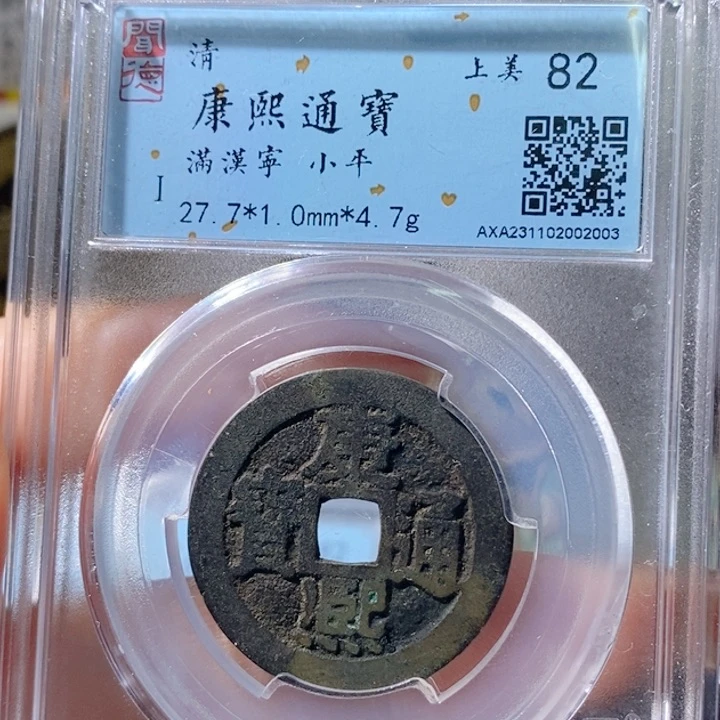 聞德
清
上美 82
康熙通寶
滿漢寧 小平
I
27.7*1.0mm*4.7g
AXA231102002003
康熙通寶